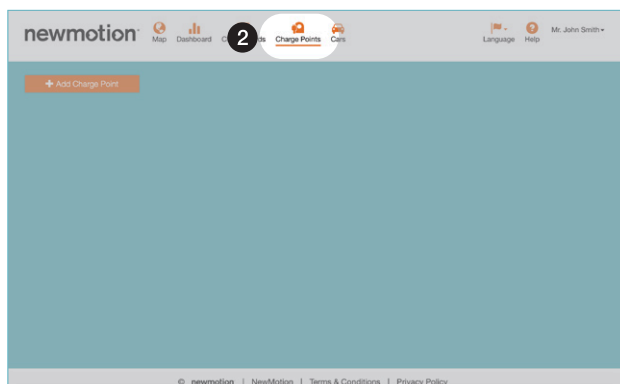 newmotion
Map Dashboard 2 Charge Points Cars Language Help Mr. John Smith
+ Add Charge Point
© newmotion | NewMotion | Terms & Conditions | Privacy Policy